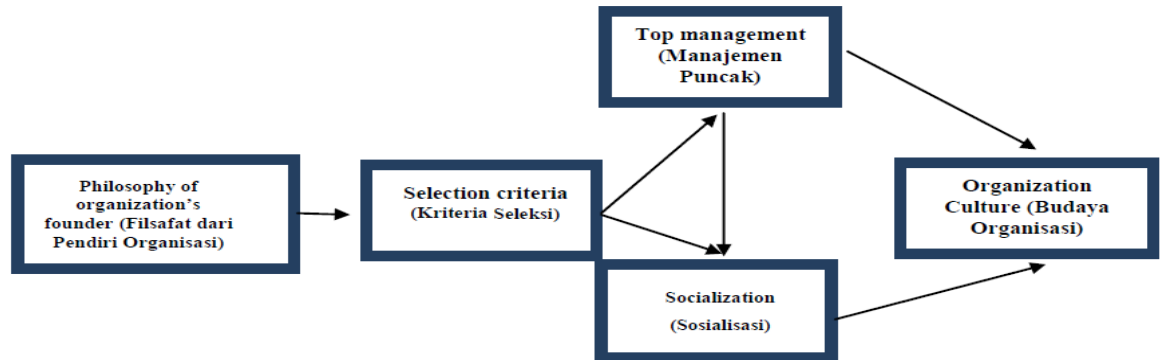 Philosophy of
organization's
founder (Filsafat dari
Pendiri Organisasi)
Selection criteria
(Kriteria Seleksi)
Top management
(Manajemen
Puncak)
Socialization
(Sosialisasi)
Organization
Culture (Budaya
Organisasi)